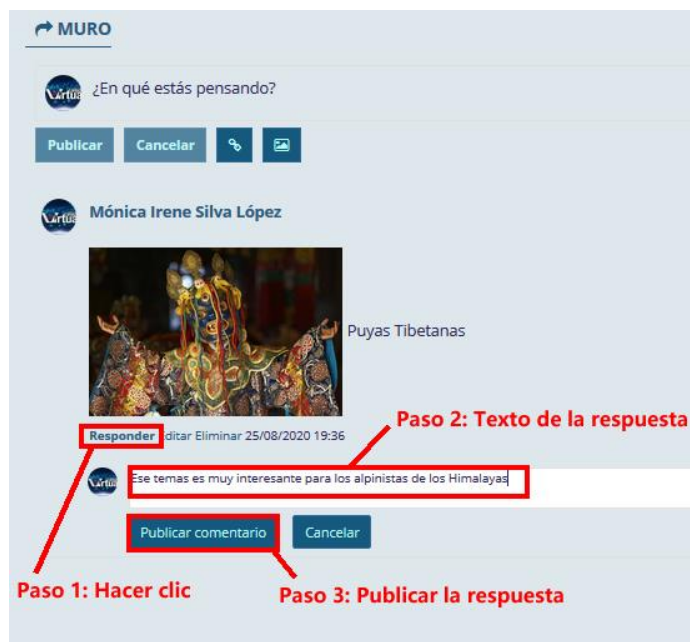 MURO
¿En qué estás pensando?
Publicar Cancelar
Mónica Irene Silva López
Puyas Tibetanas
Paso 2: Texto de la respuesta
Responder ditar Eliminar 25/08/2020 19:36
Ese temas es muy interesante para los alpinistas de los Himalayas
Publicar comentario Cancelar
Paso 1: Hacer clic
Paso 3: Publicar la respuesta